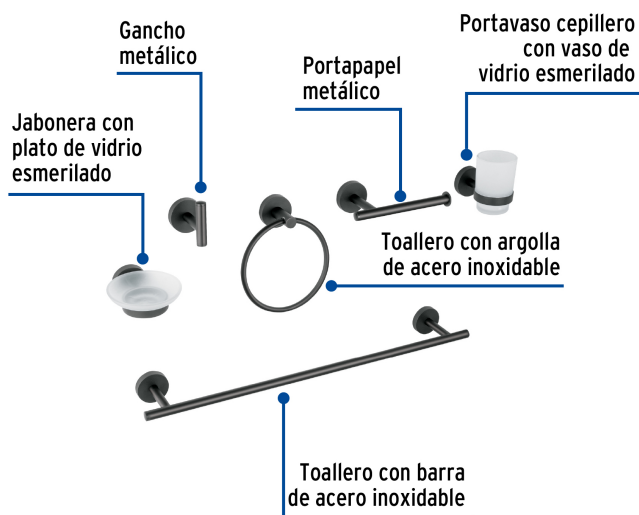 Gancho
metálico
Portapapel
metálico
Portavaso cepillero
con vaso de
vidrio esmerilado
Jabonera con
plato de vidrio
esmerilado
Toallero con argolla
de acero inoxidable
Toallero con barra
de acero inoxidable